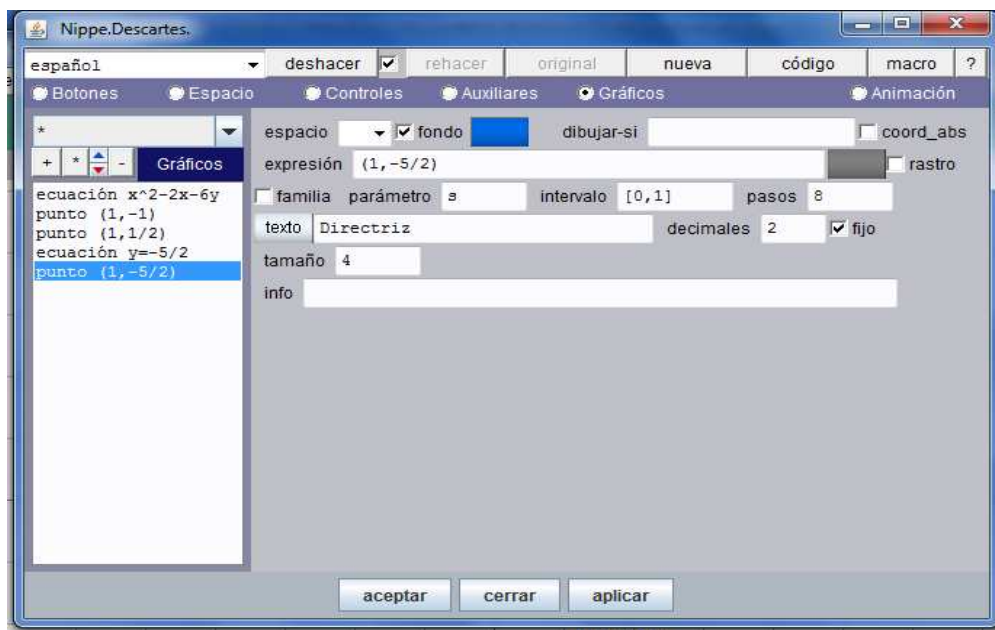 Nippe.Descartes.
español deshacer rehacer original nueva código macro ?
Botones Espacio Controles Auxiliares Gráficos Animación
* espacio fondo dibujar-si coord_abs
+ * - Gráficos expresión (1,-5/2) rastro
familia parámetro s intervalo [0,1] pasos 8
texto Directriz decimales 2 fijo
tamaño 4
info
ecuación x^2-2x-6y
punto (1,-1)
punto (1,1/2)
ecuación y=-5/2
punto (1,-5/2)
aceptar cerrar aplicar